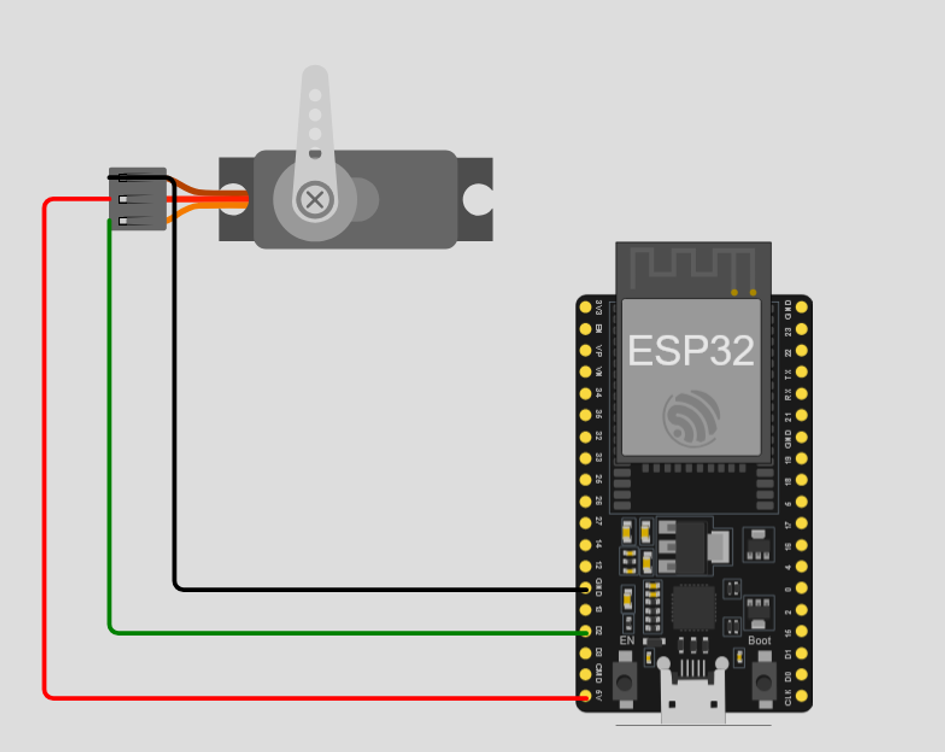 ESP32
3V3
EN
VP
VN
34
35
32
33
25
26
27
14
12
GND
13
D2
D3
CMD
5V
GND
23
22
TX
RX
21
GND
19
18
5
17
16
4
0
2
15
D1
D0
CLK
EN
Boot